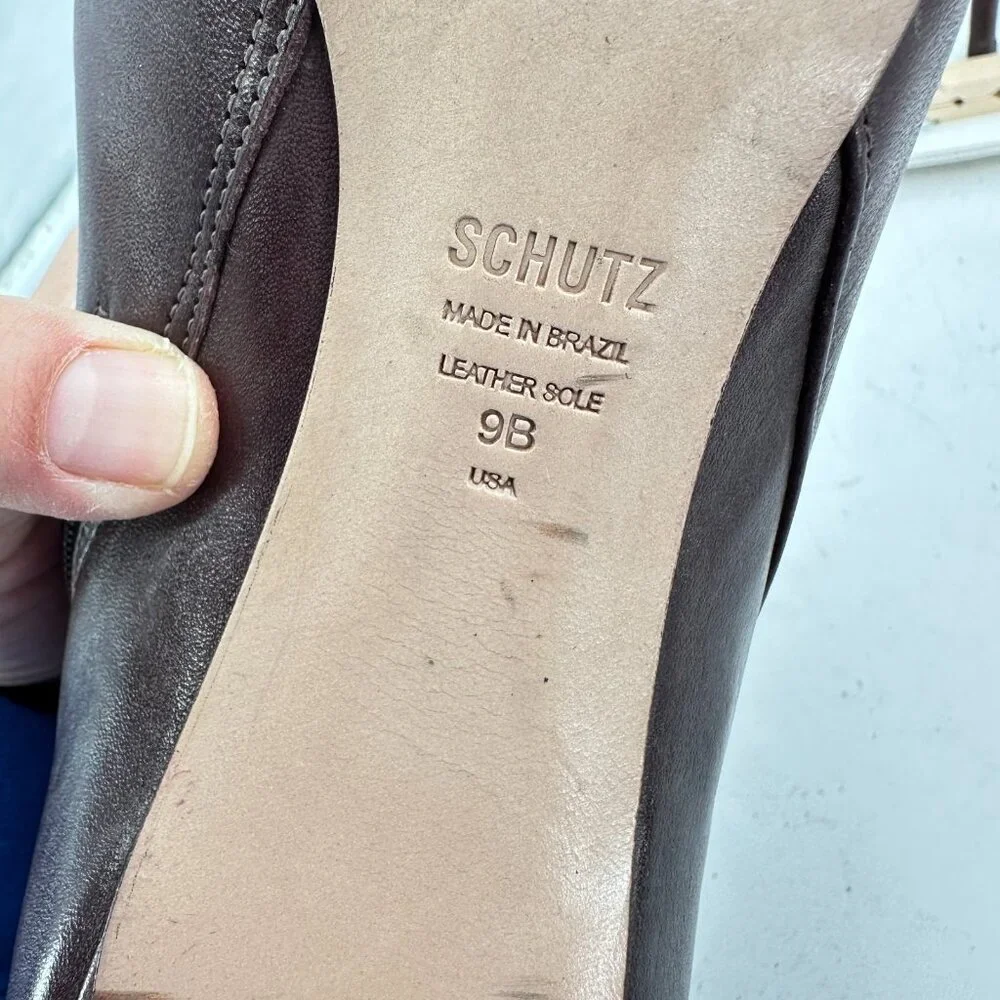 SCHUTZ
MADE IN BRAZIL
LEATHER SOLE
9B
USA